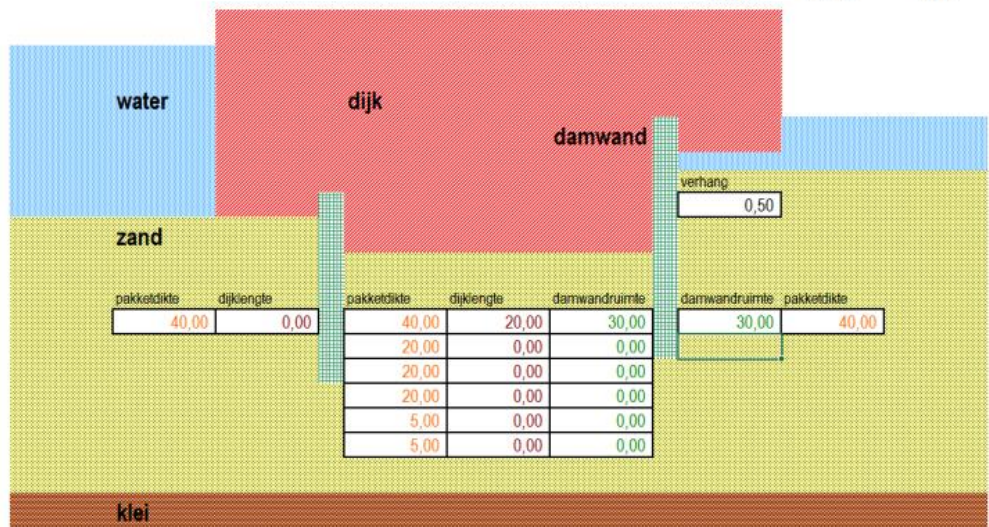 water dijk
damwand
verhang
0,50
zand
pakketdikte dijklengte pakketdikte dijklengte damwandruimte damwandruimte pakketdikte
40,00 0,00 40,00 20,00 30,00 30,00 40,00
20,00 0,00 0,00
20,00 0,00 0,00
20,00 0,00 0,00
5,00 0,00 0,00
5,00 0,00 0,00
klei